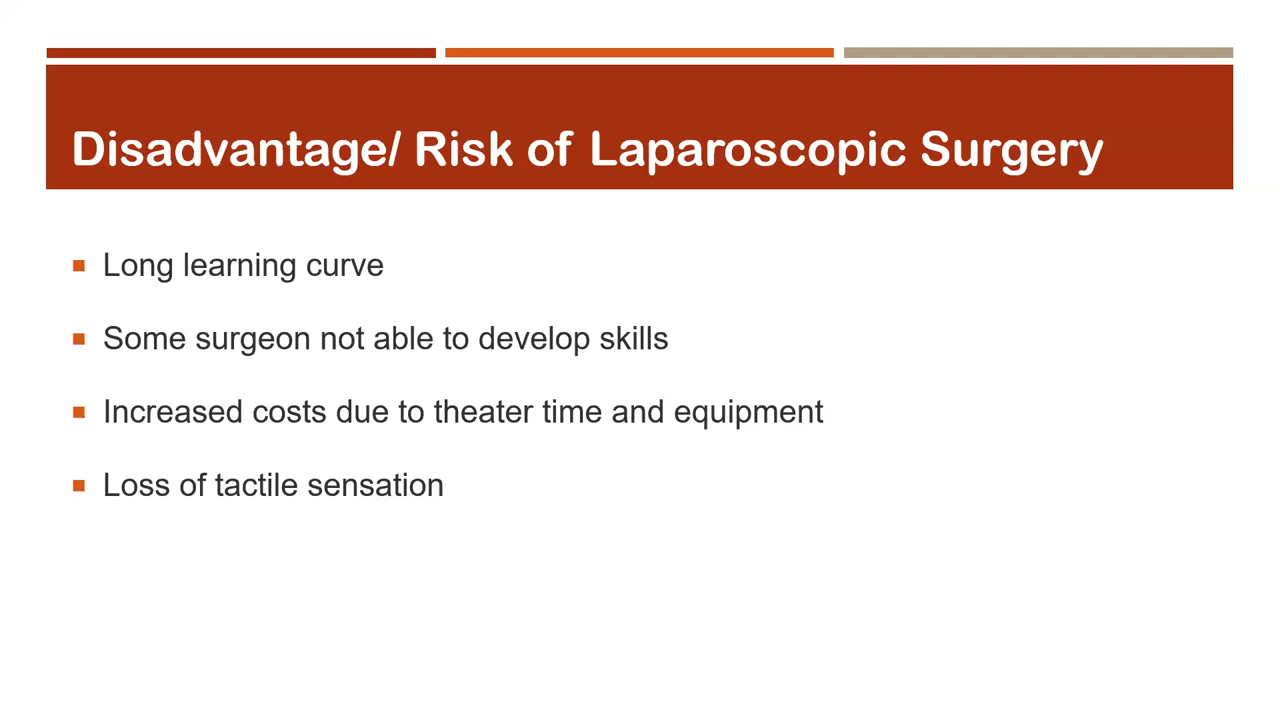 Disadvantage/ Risk of Laparoscopic Surgery
Long learning curve
Some surgeon not able to develop skills
Increased costs due to theater time and equipment
Loss of tactile sensation